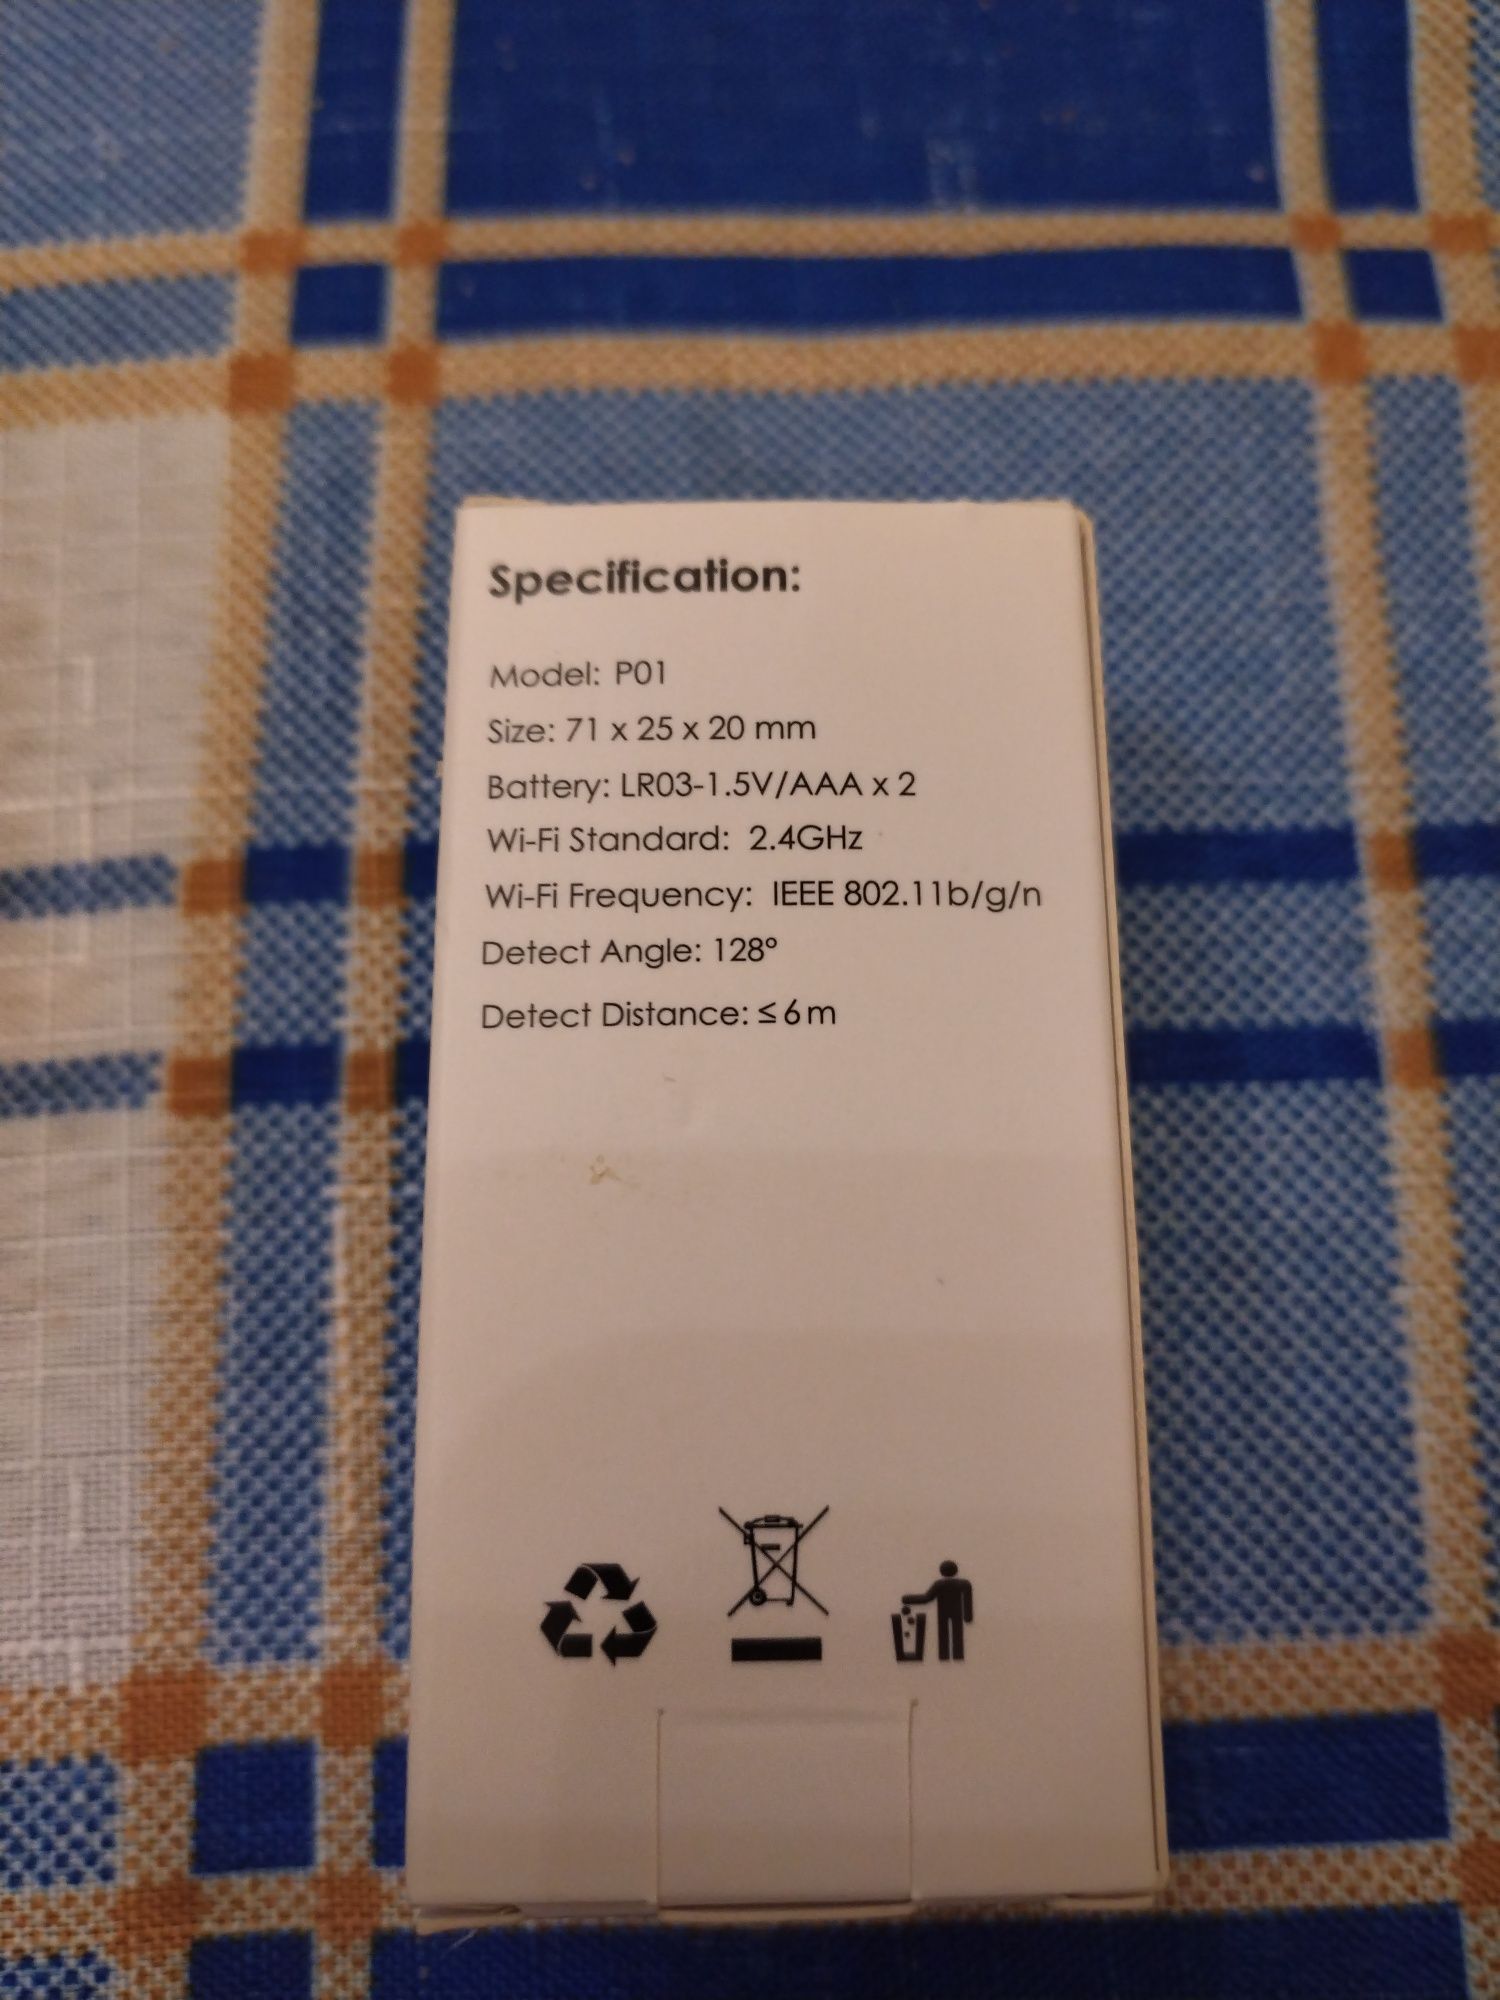 Specification:
Model: P01
Size: 71 x 25 x 20 mm
Battery: LR03-1.5V/AAA x 2
Wi-Fi Standard: 2.4GHz
Wi-Fi Frequency: IEEE 802.11b/g/n
Detect Angle: 128°
Detect Distance: ≤6m